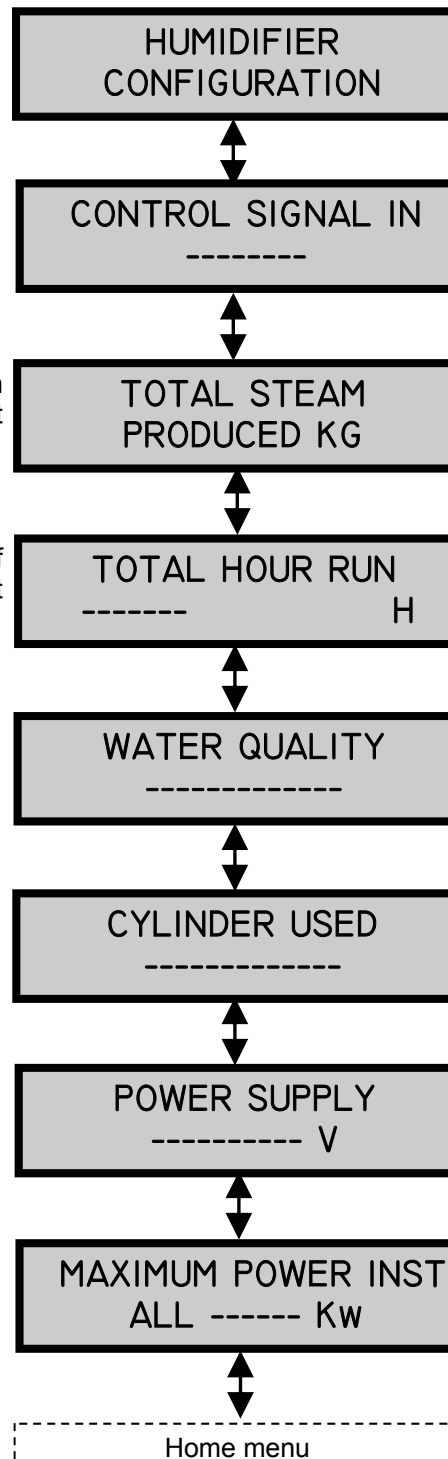 HUMIDIFIER
CONFIGURATION
CONTROL SIGNAL IN
--------
TOTAL STEAM
PRODUCED KG
TOTAL HOUR RUN
------- H
WATER QUALITY
-------------
CYLINDER USED
-------------
POWER SUPPLY
---------- V
MAXIMUM POWER INST
ALL ------ Kw
Home menu